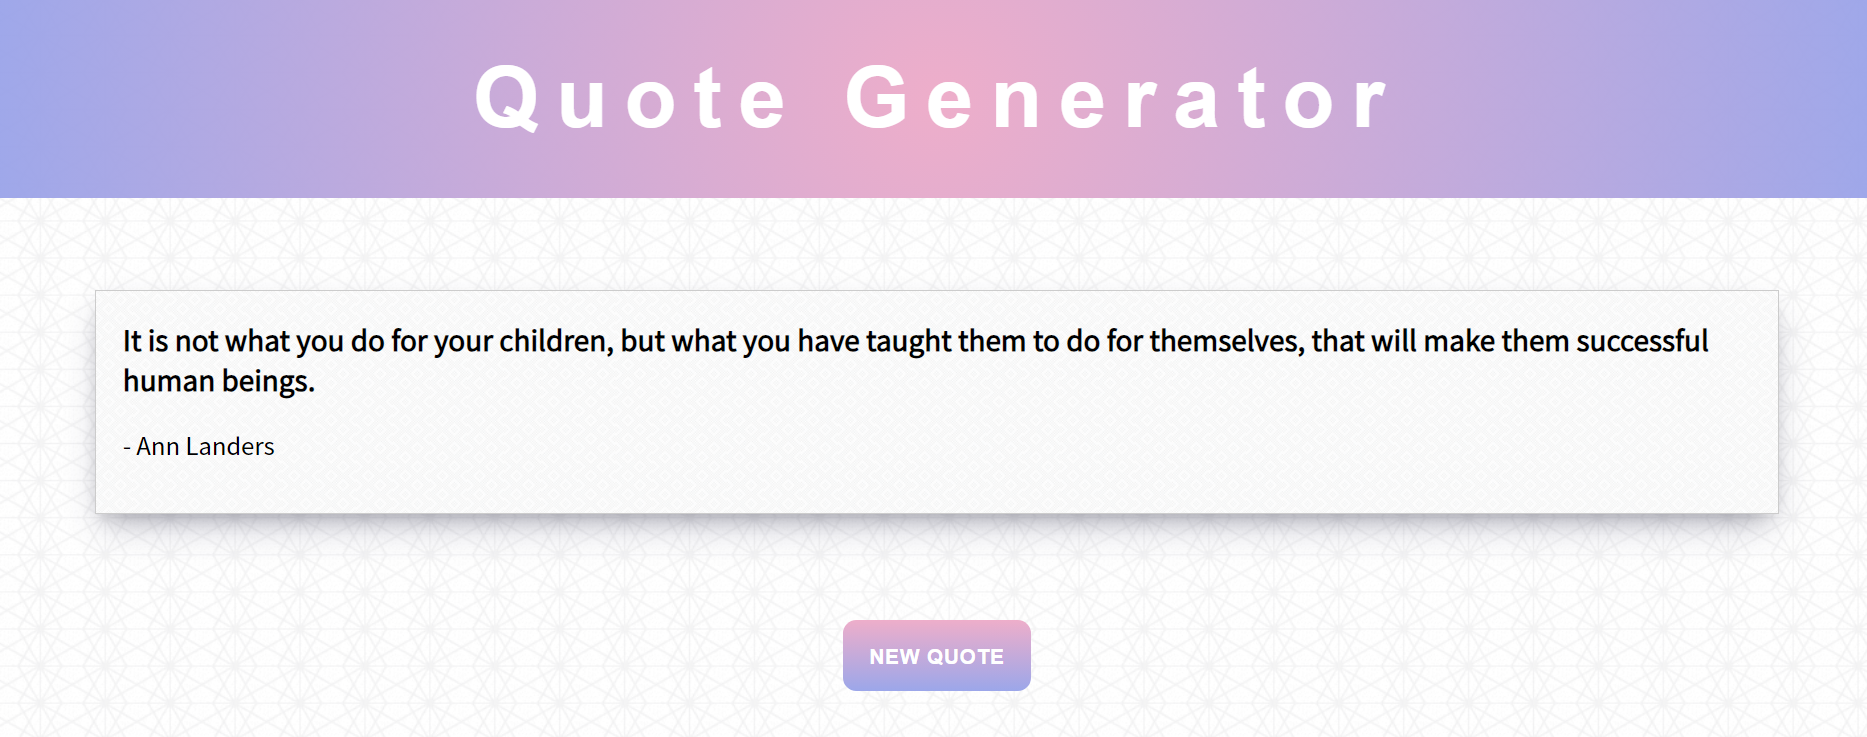 Quote Generator
It is not what you do for your children, but what you have taught them to do for themselves, that will make them successful
human beings.
- Ann Landers
NEW QUOTE